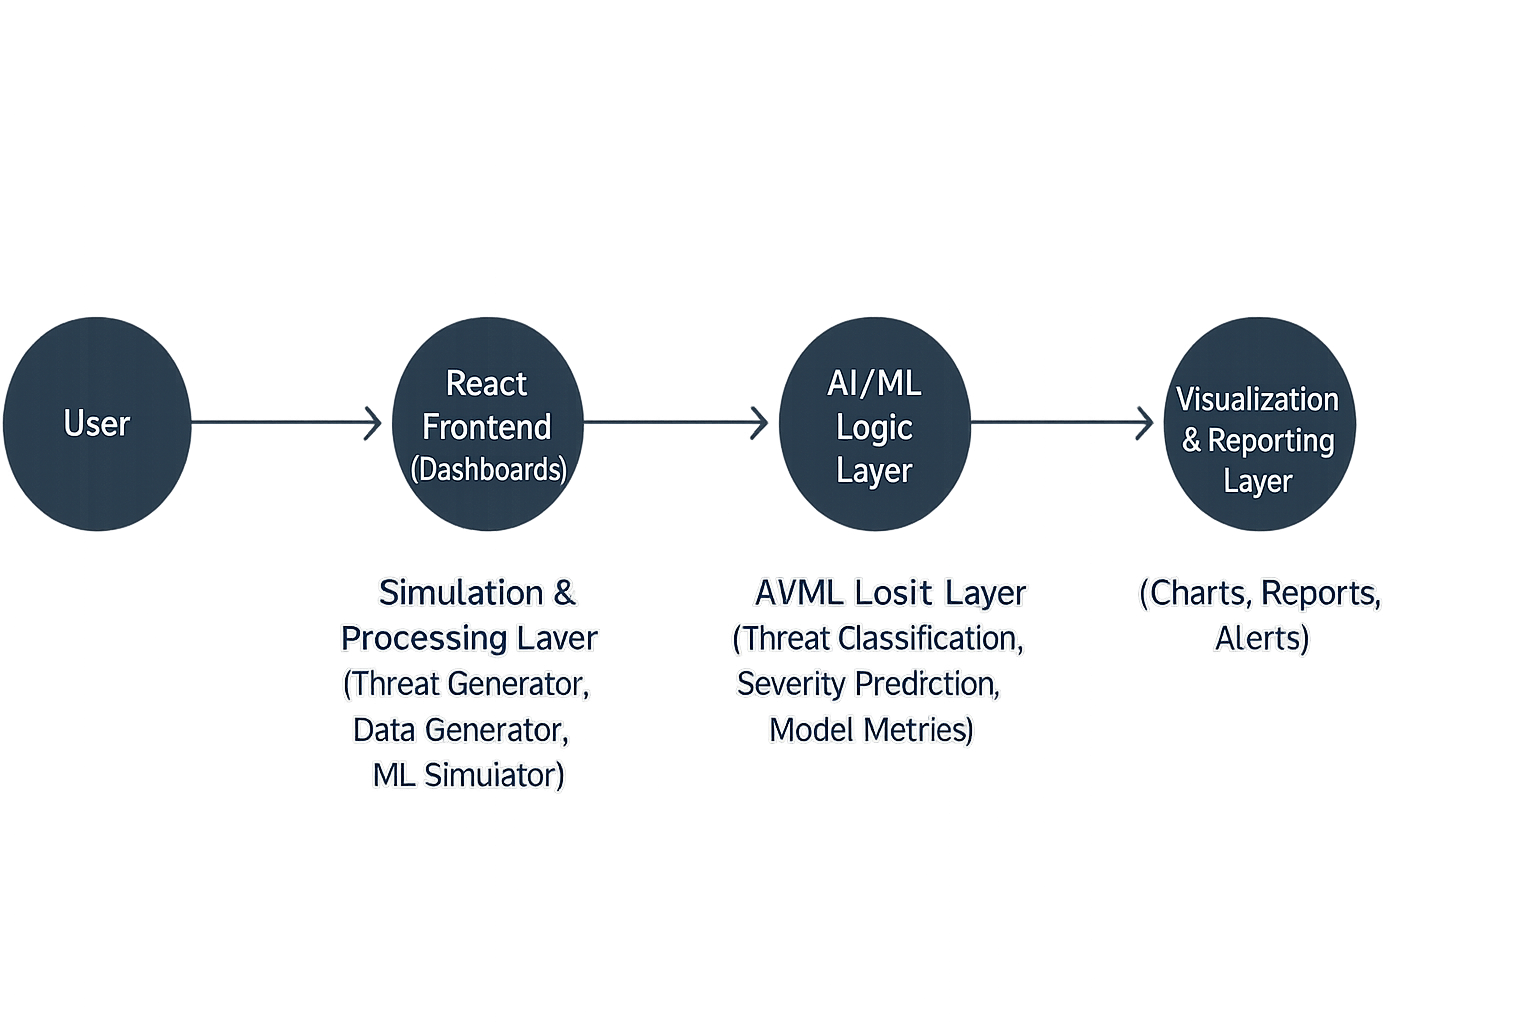 User
React
Frontend
(Dashboards)
AI/ML
Logic
Layer
Visualization
& Reporting
Layer
Simulation &
Processing Laver
(Threat Generator,
Data Generator,
ML Simuiator)
AVML Losit Layer
(Threat Classification,
Severity Predirction,
Model Metries)
(Charts, Reports,
Alerts)